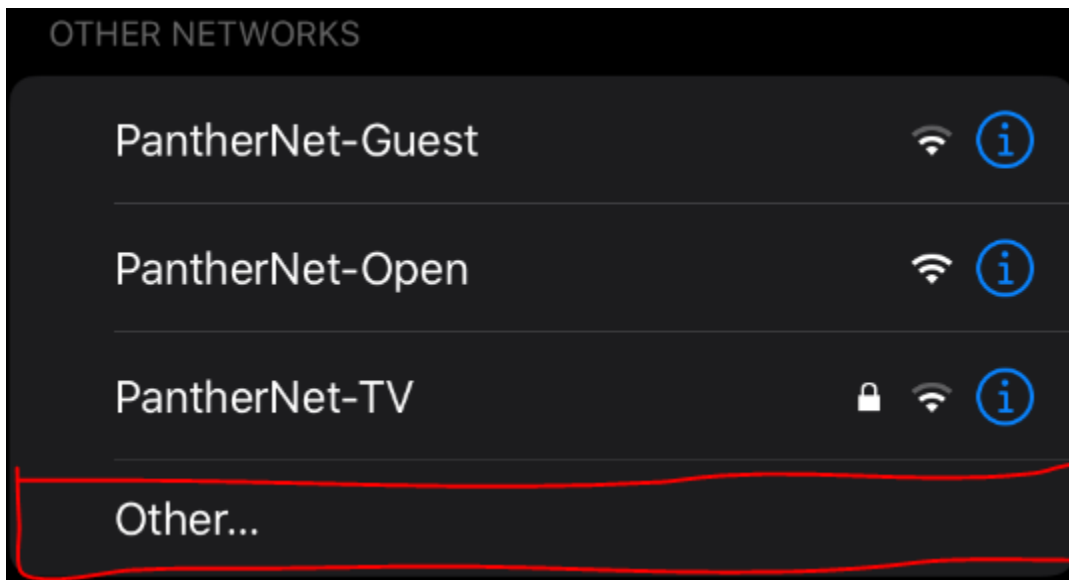 OTHER NETWORKS
PantherNet-Guest
PantherNet-Open
PantherNet-TV
Other...